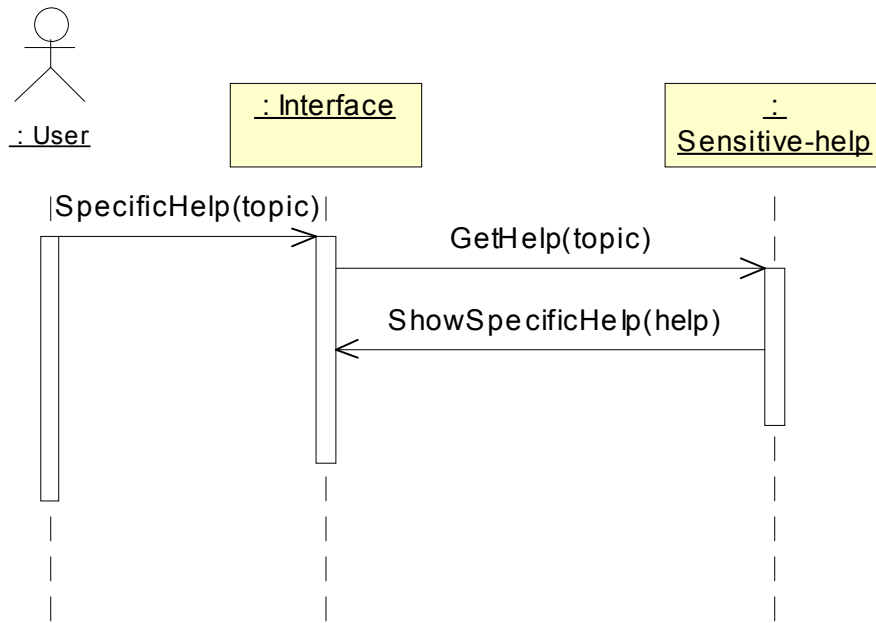 : Interface
:
: User
Sensitive-help
SpecificHelp(topic)
GetHelp(topic)
ShowSpecificHelp(help)